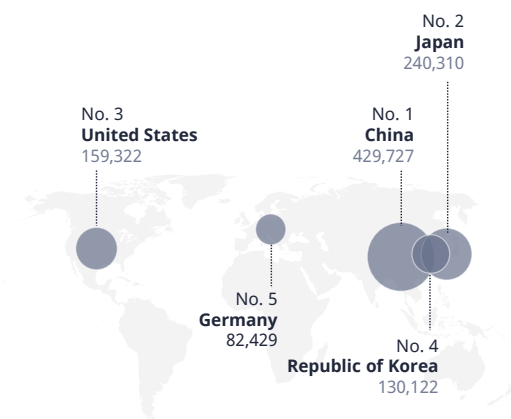 No. 2
Japan
240,310
No. 3
United States
159,322
No. 1
China
429,727
No. 5
Germany
82,429
No. 4
Republic of Korea
130,122